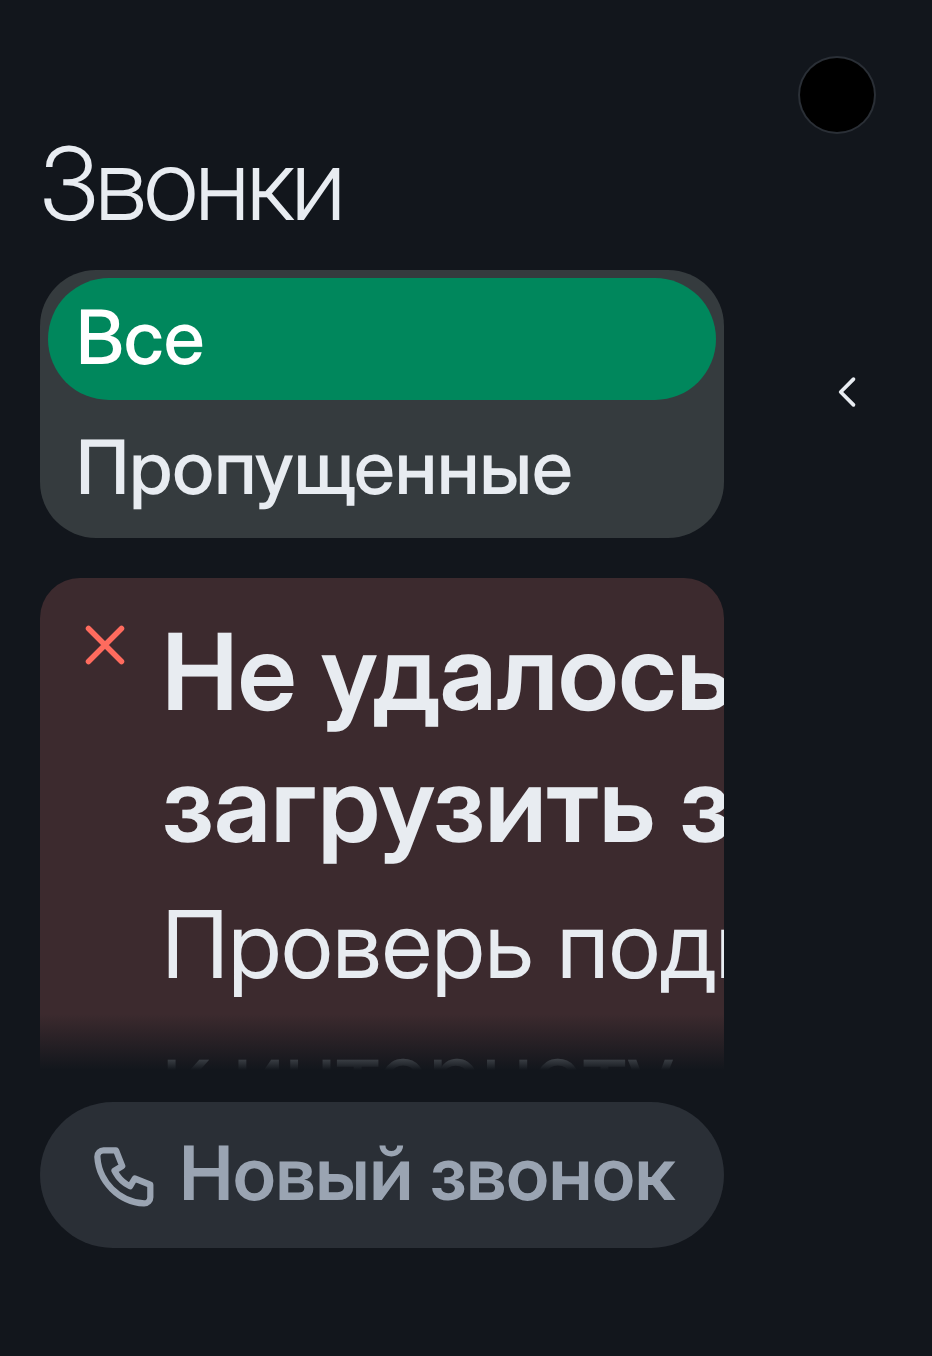 Звонки
Все
Пропущенные
Не удалось
загрузить
Проверь
Новый звонок